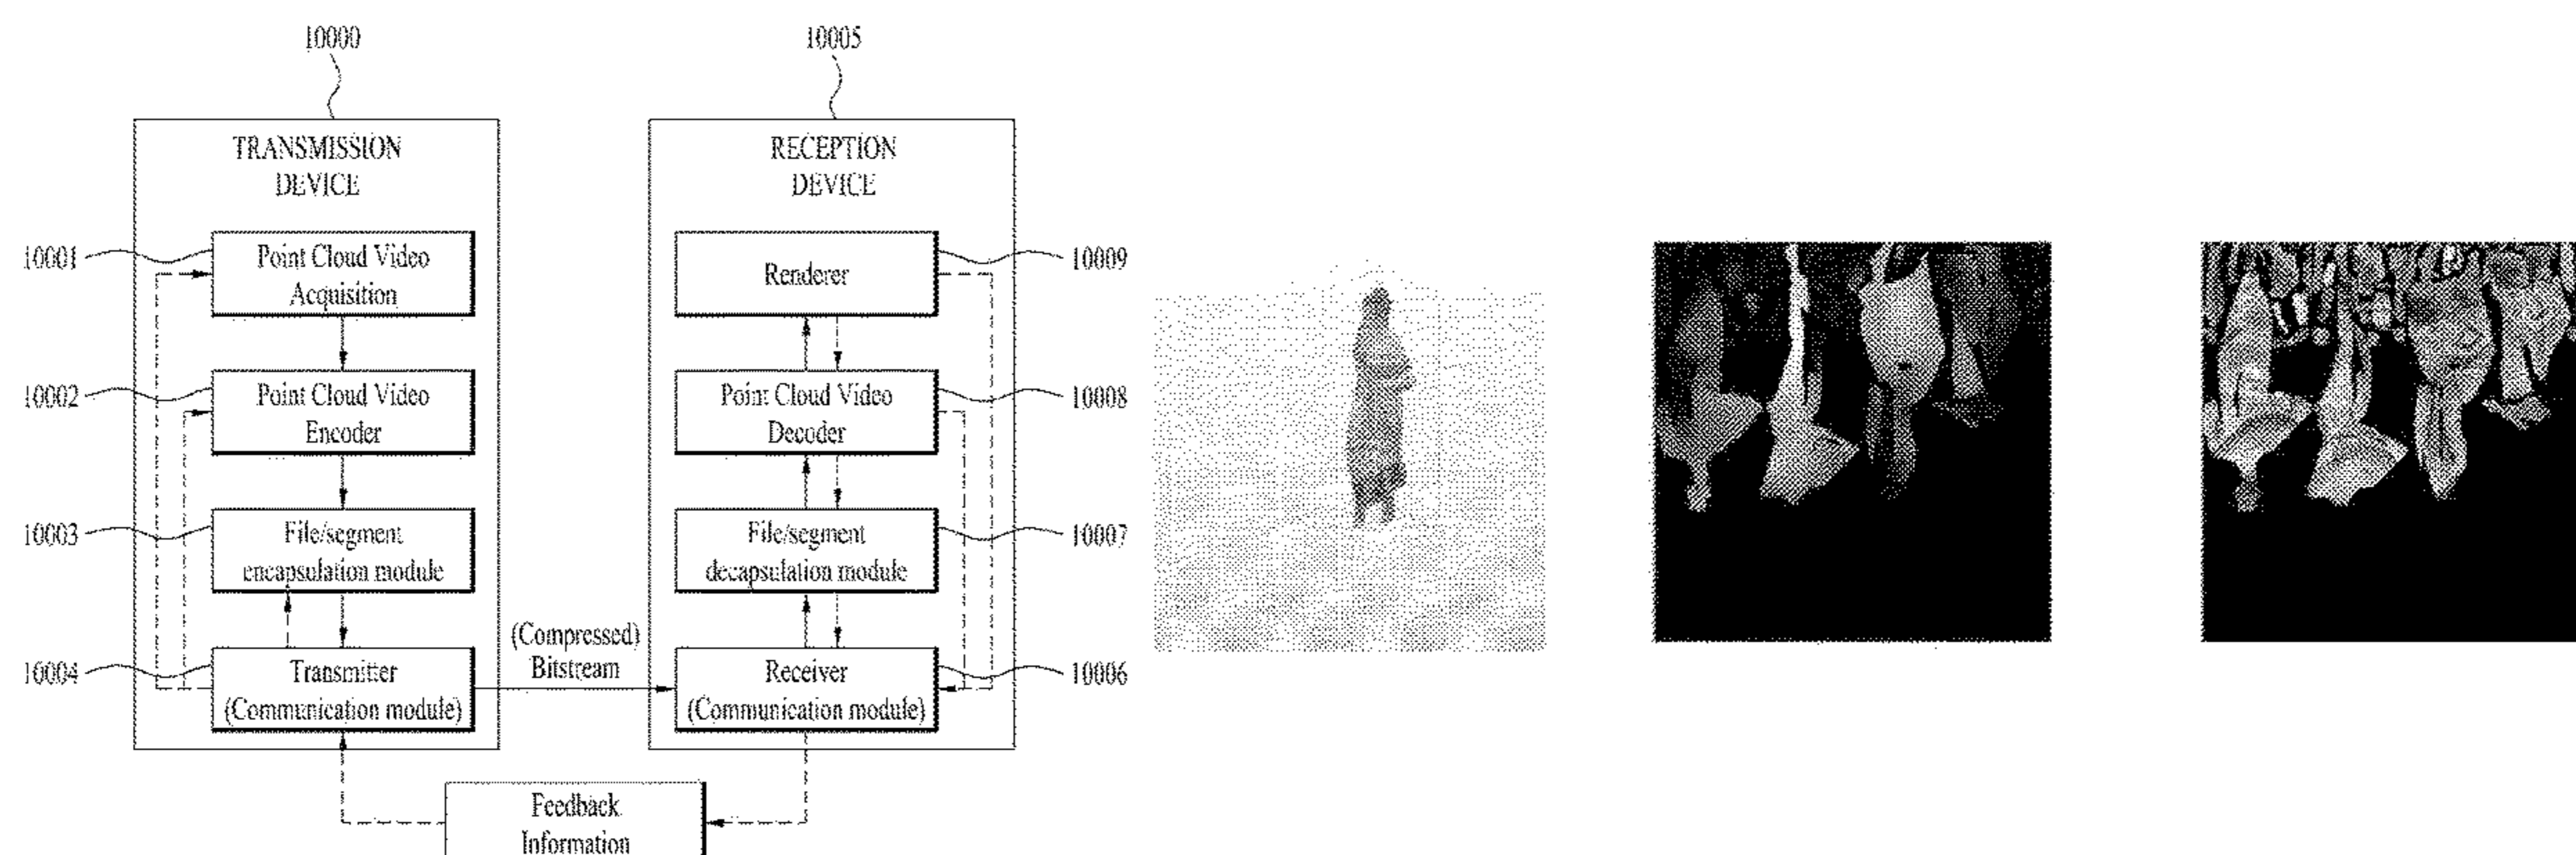 10000
TRANSMISSION
DEVICE
10001
Point Cloud Video
Acquisition
10002
Point Cloud Video
Encoder
10003
File/segment
encapsulation module
10004
Transmitter
(Communication module)
(Compressed)
Bitstream
10005
RECEPTION
DEVICE
Renderer
10009
Point Cloud Video
Decoder
10008
File/segment
decapsulation module
10007
Receiver
(Communication module)
10006
Feedback
Information